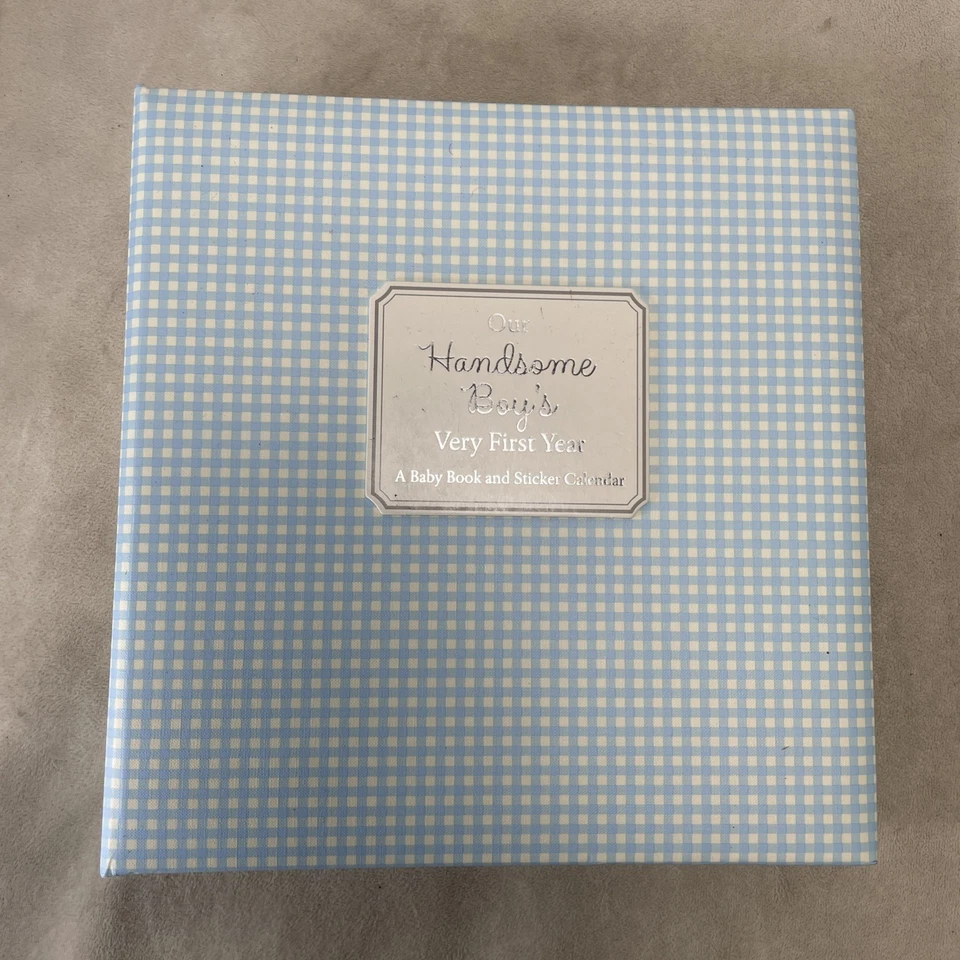 Our
Handsome
Boy's
Very First Year
A Baby Book and Sticker Calendar